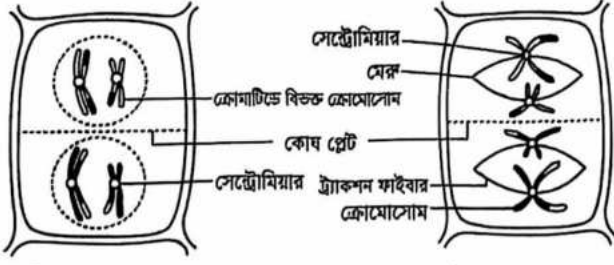 সেন্ট্রোমিয়ার
মেরু
ক্রোমাটিডে বিভক্ত ক্রোমোসোম
কোষ প্লেট
সেন্ট্রোমিয়ার
ট্র্যাকশন ফাইবার
ক্রোমোসোম